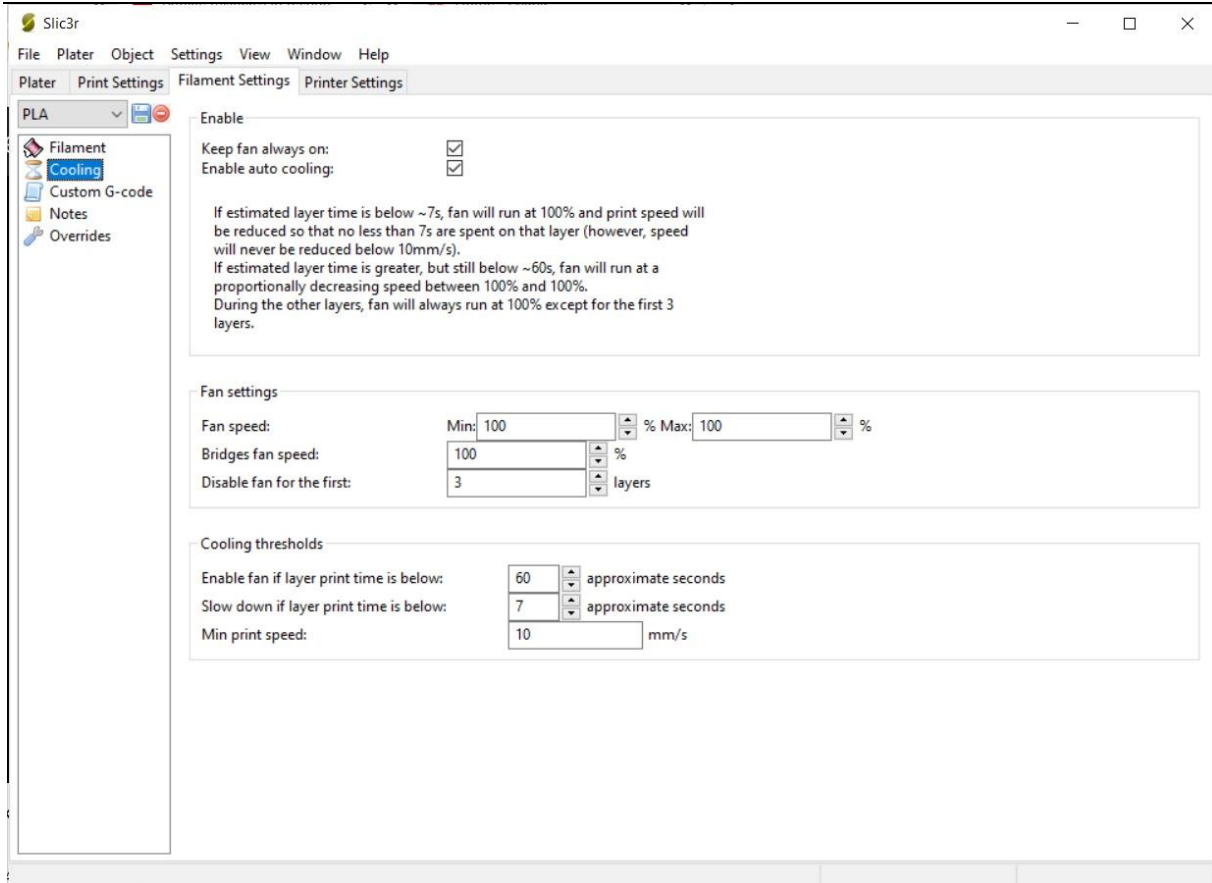 Slic3r
File Plater Object Settings View Window Help
Plater Print Settings Filament Settings Printer Settings
PLA
Filament
Cooling
Custom G-code
Notes
Overrides
Enable
Keep fan always on:
Enable auto cooling:
If estimated layer time is below ~7s, fan will run at 100% and print speed will
be reduced so that no less than 7s are spent on that layer (however, speed
will never be reduced below 10mm/s).
If estimated layer time is greater, but still below ~60s, fan will run at a
proportionally decreasing speed between 100% and 100%.
During the other layers, fan will always run at 100% except for the first 3
layers.
Fan settings
Fan speed: Min: 100 % Max: 100 %
Bridges fan speed: 100 %
Disable fan for the first: 3 layers
Cooling thresholds
Enable fan if layer print time is below: 60 approximate seconds
Slow down if layer print time is below: 7 approximate seconds
Min print speed: 10 mm/s